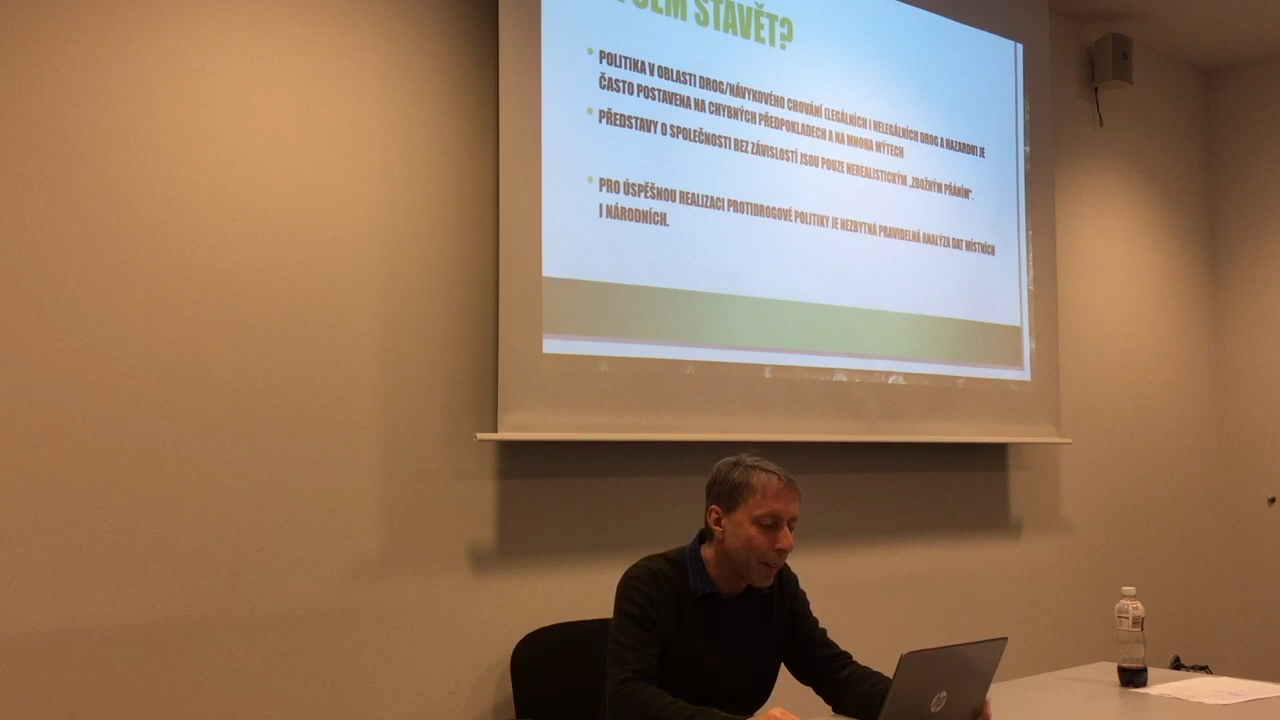 STAVĚT?
POLITIKA V OBLASTI DROG/NÁVYKOVÉHO CHOVÁNÍ (LEGÁLNÍCH I NELEGÁLNÍCH DROG A HAZARDU) JE
ČASTO POSTAVENA NA CHYBNÝCH PŘEDPOKLADECH A NA MNOHA MÝTECH
PŘEDSTAVY O SPOLEČNOSTI BEZ ZÁVISLOSTÍ JSOU POUZE NEREALISTICKÝM „ZBOŽNÝM PŘÁNÍM".
PRO ÚSPĚŠNOU REALIZACI PROTIDROGOVÉ POLITIKY JE NEZBYTNÁ PRAVIDELNÁ ANALÝZA DAT MÍSTNÍCH
I NÁRODNÍCH.
hp